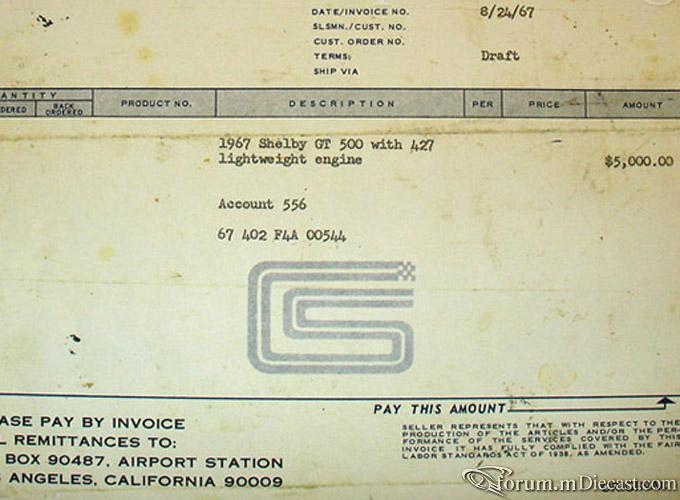 DATE/INVOICE NO. 8/24/67
SLSMN./CUST. NO.
CUST. ORDER NO.
TERMS: Draft
SHIP VIA
ANTITY
DERED BACK ORDERED PRODUCT NO. DESCRIPTION PER PRICE AMOUNT
1967 Shelby GT 500 with 427
lightweight engine $5,000.00
Account 556
67 402 F4A 00544
CS
PAY THIS AMOUNT
ASE PAY BY INVOICE
L REMITTANCES TO:
BOX 90487, AIRPORT STATION
S ANGELES, CALIFORNIA 90009
SELLER REPRESENTS THAT WITH RESPECT TO THE
PRODUCTION OF THE ARTICLES AND/OR THE PER-
FORMANCE OF THE SERVICES COVERED BY THIS
INVOICE IT HAS FULLY COMPLIED WITH THE FAIR
LABOR STANDARDS ACT OF 1938, AS AMENDED.
forum.mDiecast.com